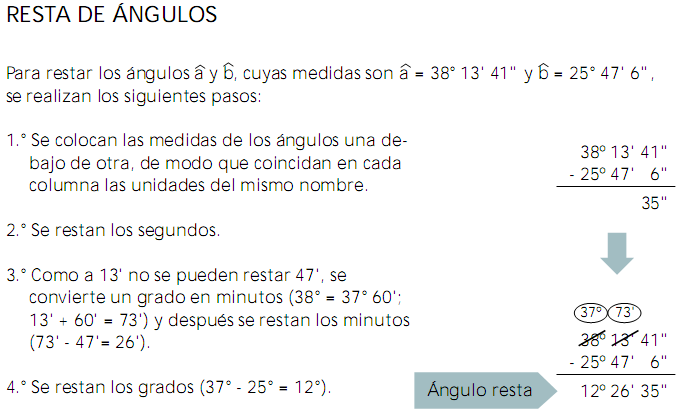 RESTA DE ÁNGULOS
Para restar los ángulos â y b̂, cuyas medidas son â = 38° 13' 41" y b̂ = 25° 47' 6",
se realizan los siguientes pasos:
1.° Se colocan las medidas de los ángulos una de-
bajo de otra, de modo que coincidan en cada
columna las unidades del mismo nombre.
2.° Se restan los segundos.
3.° Como a 13' no se pueden restar 47', se
convierte un grado en minutos (38° = 37° 60';
13' + 60' = 73') y después se restan los minutos
(73' - 47'= 26').
4.° Se restan los grados (37° - 25° = 12°).
38º 13' 41"
- 25º 47' 6"
35"
37º 73'
38º 13' 41"
- 25º 47' 6"
Ángulo resta
12º 26' 35"